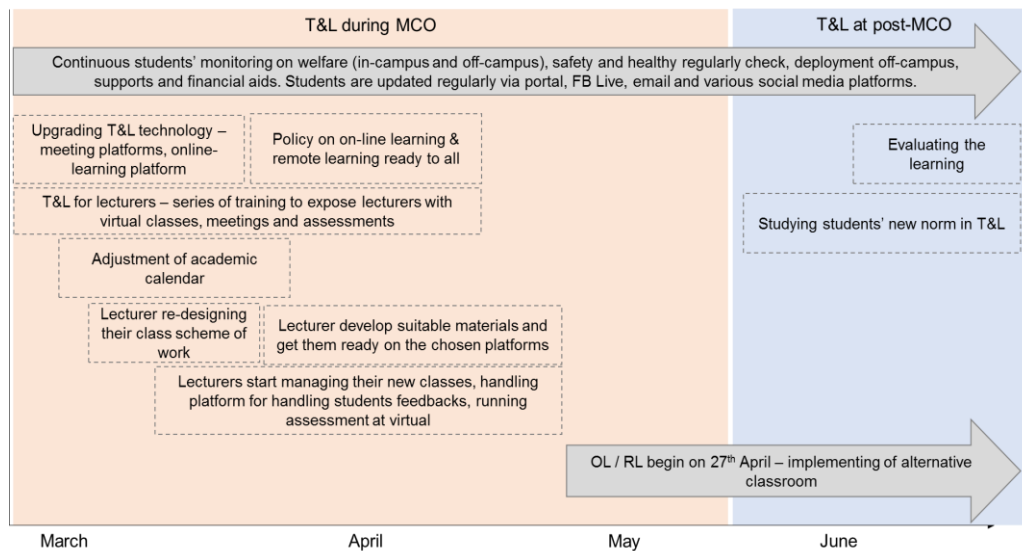 T&L during MCO
T&L at post-MCO
Continuous students' monitoring on welfare (in-campus and off-campus), safety and healthy regularly check, deployment off-campus,
supports and financial aids. Students are updated regularly via portal, FB Live, email and various social media platforms.
Upgrading T&L technology –
meeting platforms, online-
learning platform
Policy on on-line learning &
remote learning ready to all
Evaluating the
learning
T&L for lecturers – series of training to expose lecturers with
virtual classes, meetings and assessments
Studying students' new norm in T&L
Adjustment of academic
calendar
Lecturer re-designing
their class scheme of
work
Lecturer develop suitable materials and
get them ready on the chosen platforms
Lecturers start managing their new classes, handling
platform for handling students feedbacks, running
assessment at virtual
OL / RL begin on 27th April – implementing of alternative
classroom
March
April
May
June